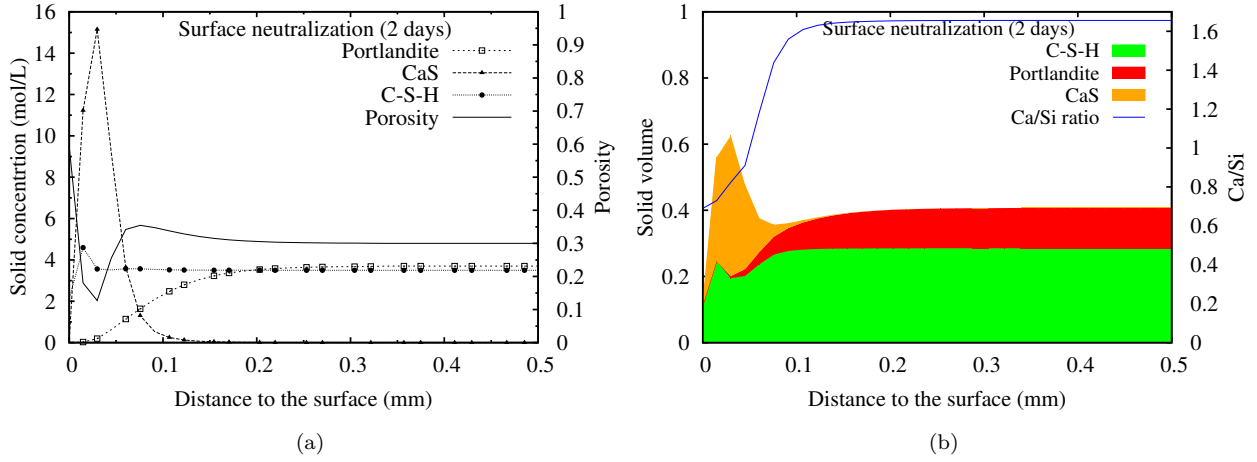 Surface neutralization (2 days)
Portlandite
CaS
C-S-H
Porosity
Solid concentrtion (mol/L)
16
14
12
10
8
6
4
2
0
1
0.9
0.8
0.7
0.6
0.5
0.4
0.3
0.2
0.1
0
Porosity
0 0.1 0.2 0.3 0.4 0.5
Distance to the surface (mm)
(a)
Surface neutralization (2 days)
C-S-H
Portlandite
CaS
Ca/Si ratio
Solid volume
1
0.8
0.6
0.4
0.2
0
1.6
1.4
1.2
1
0.8
0.6
0.4
0.2
0
Ca/Si
0 0.1 0.2 0.3 0.4 0.5
Distance to the surface (mm)
(b)